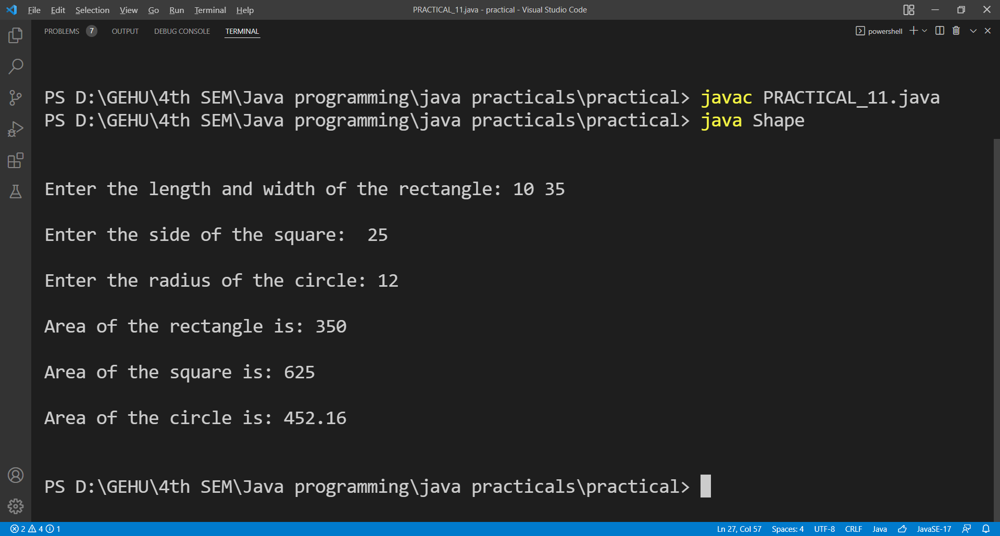 File Edit Selection View Go Run Terminal Help PRACTICAL_11.java - practical - Visual Studio Code
PROBLEMS 7 OUTPUT DEBUG CONSOLE TERMINAL powershell
PS D:\GEHU\4th SEM\Java programming\java practicals\practical> javac PRACTICAL_11.java
PS D:\GEHU\4th SEM\Java programming\java practicals\practical> java Shape
Enter the length and width of the rectangle: 10 35
Enter the side of the square:  25
Enter the radius of the circle: 12
Area of the rectangle is: 350
Area of the square is: 625
Area of the circle is: 452.16
PS D:\GEHU\4th SEM\Java programming\java practicals\practical>
2 4 1 Ln 27, Col 57 Spaces: 4 UTF-8 CRLF Java JavaSE-17